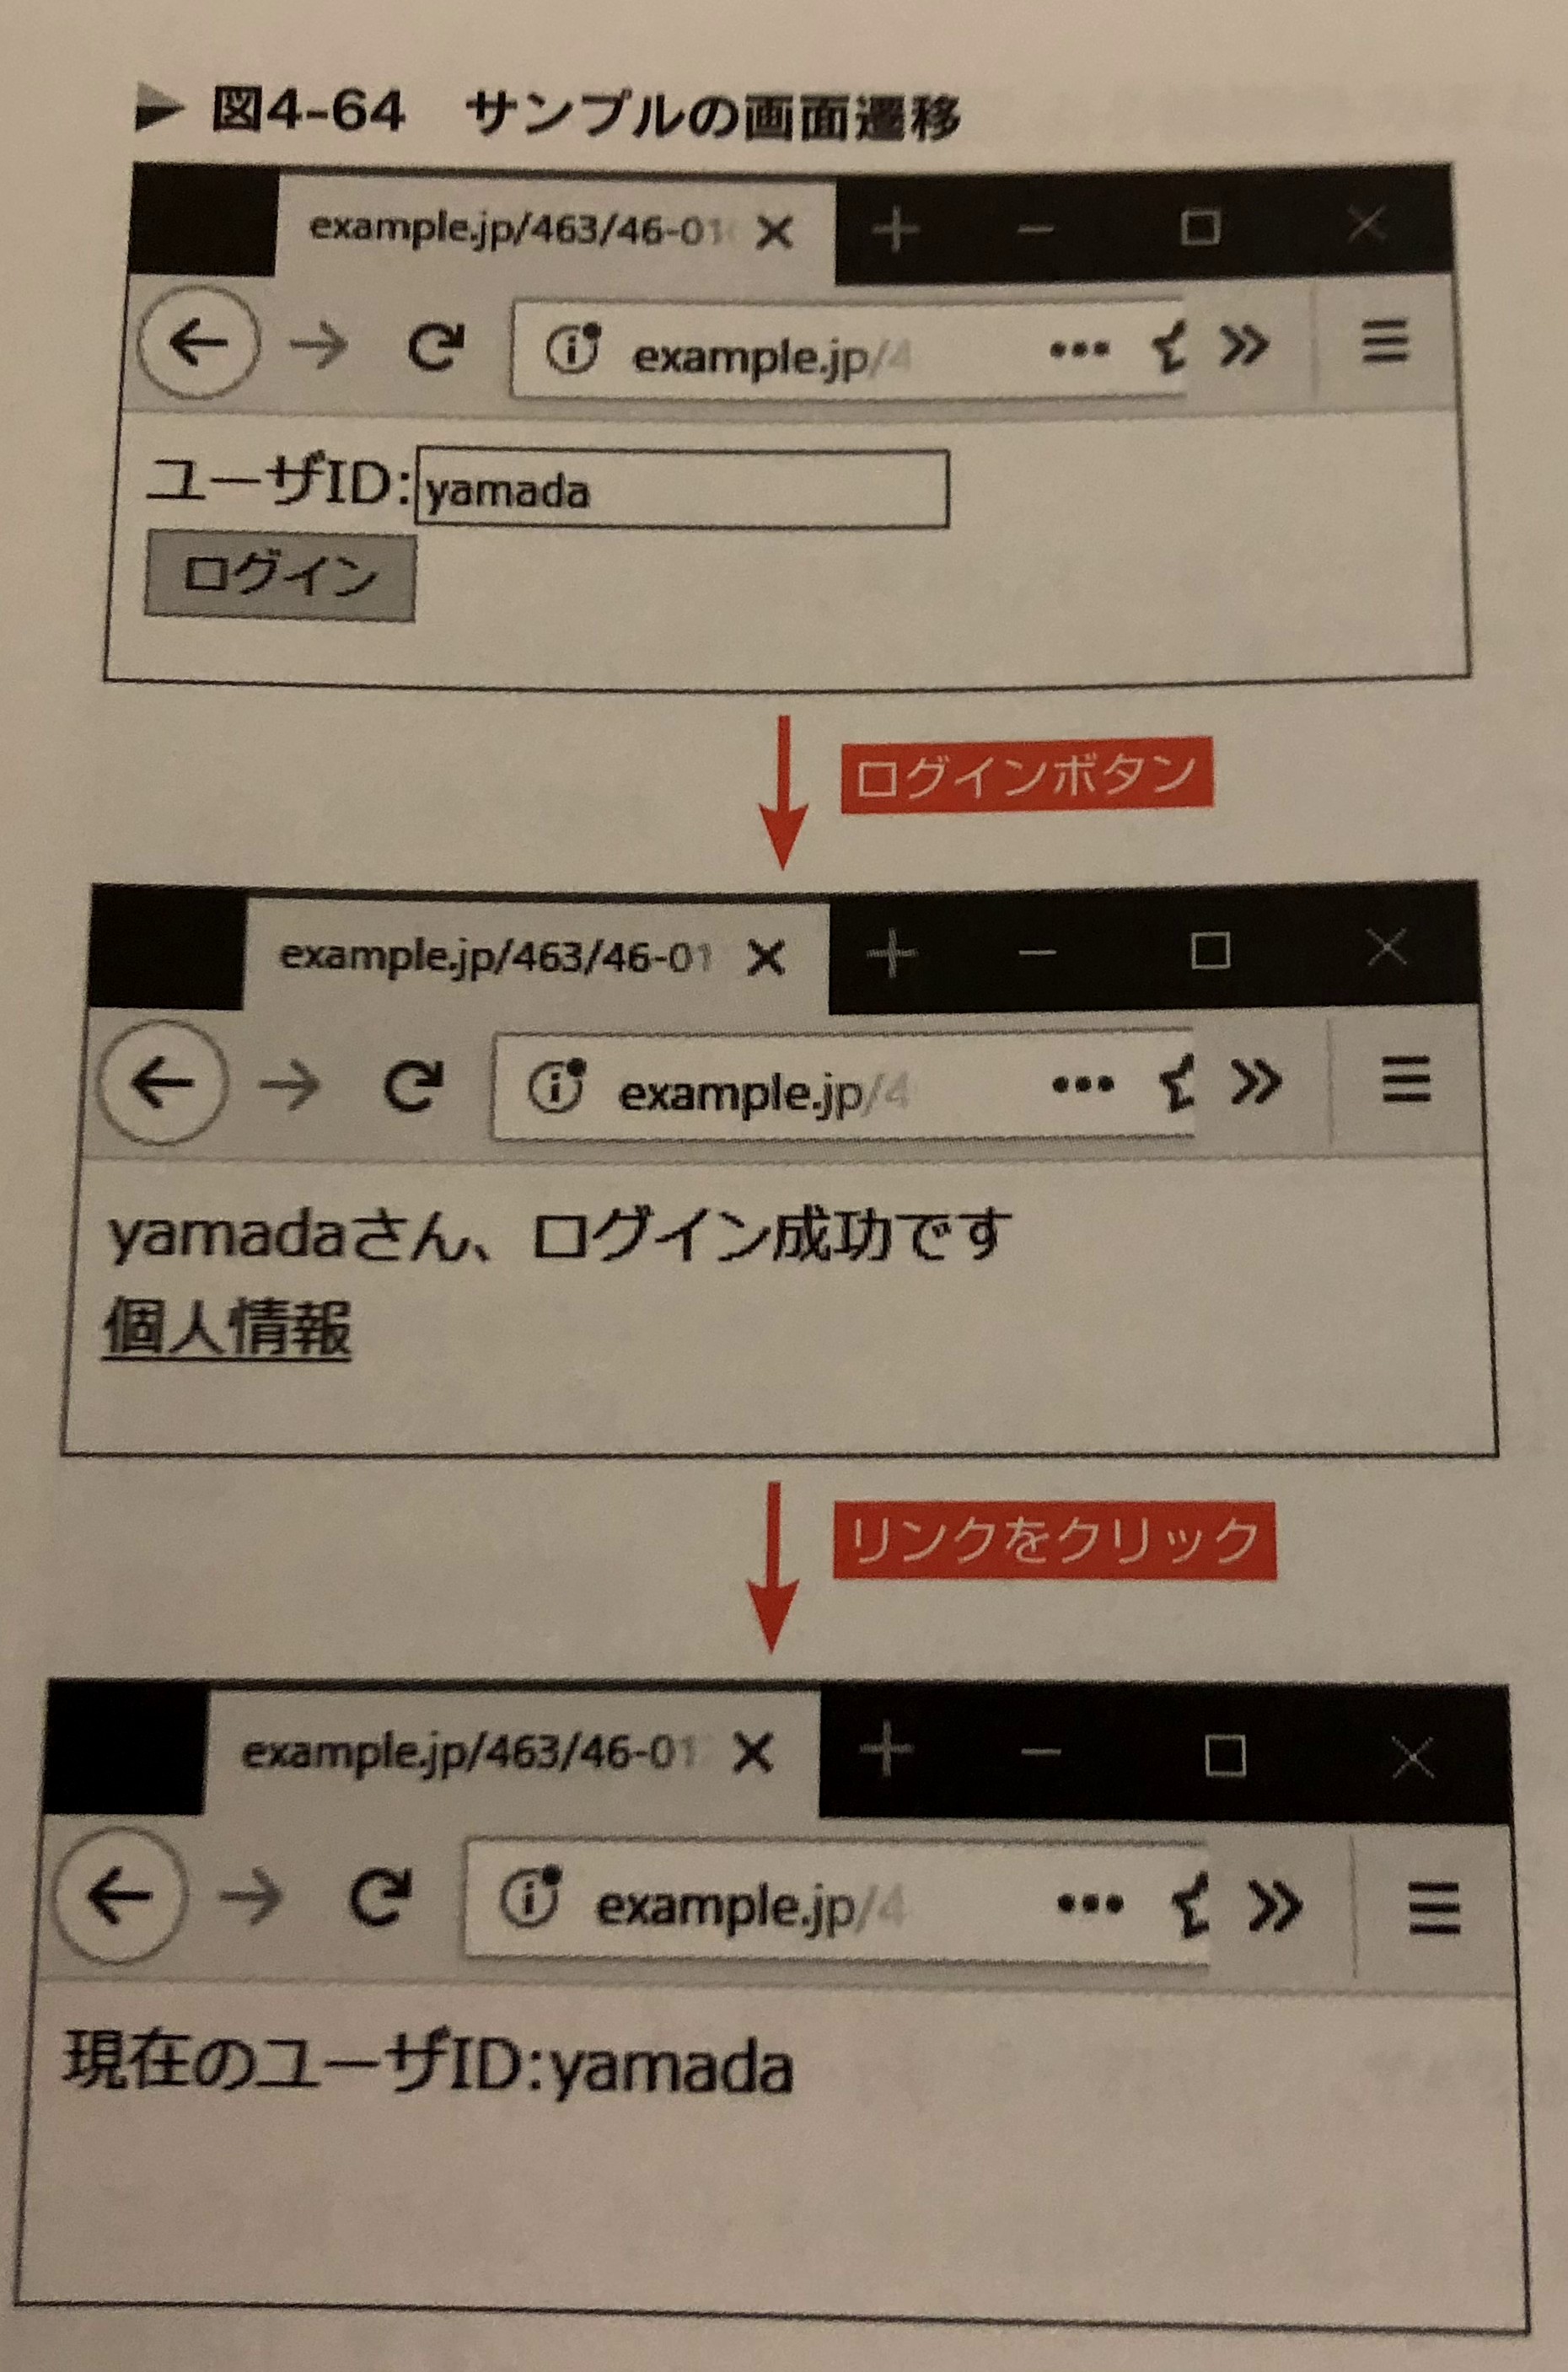 図4-64 サンプルの画面遷移
example.jp/463/46-01
example.jp/4
ユーザID:yamada
ログイン
ログインボタン
example.jp/463/46-01
example.jp/4
yamadaさん、ログイン成功です
個人情報
リンクをクリック
example.jp/463/46-01
example.jp/4
現在のユーザID:yamada